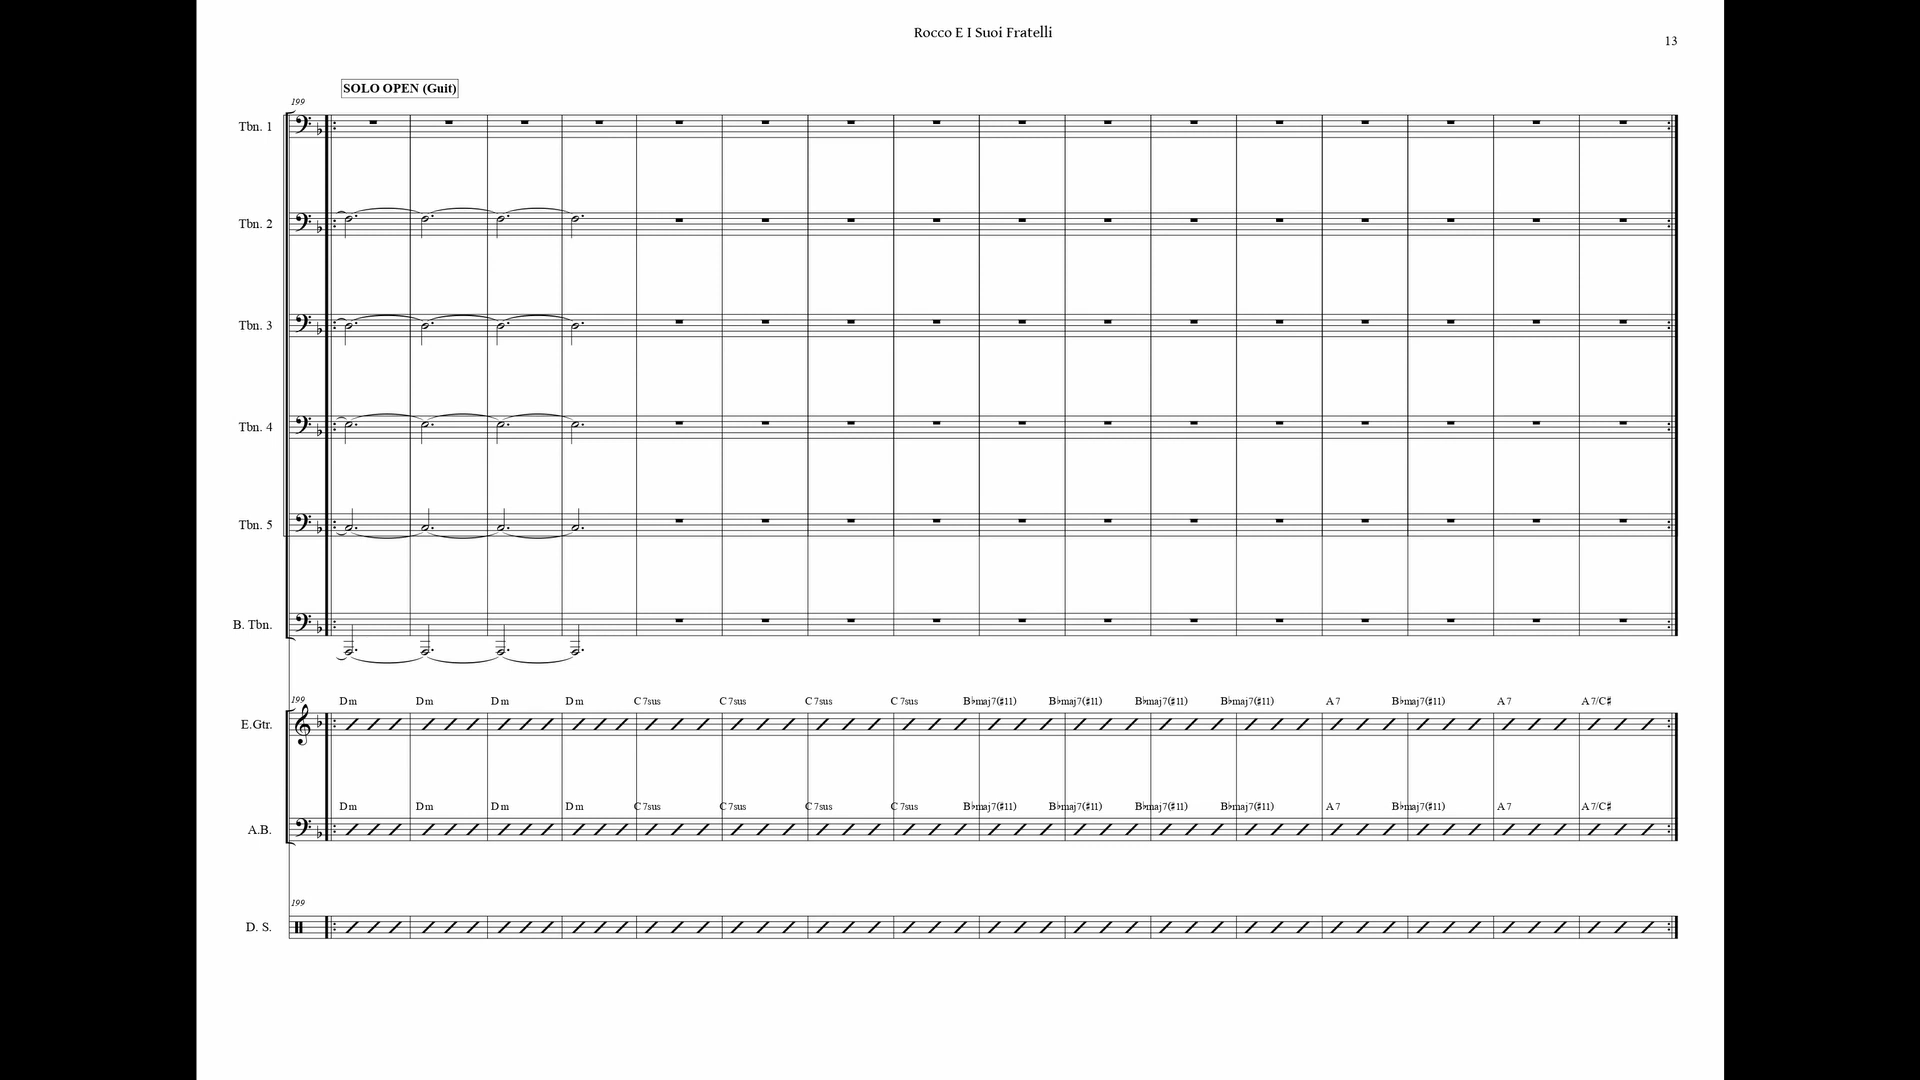 Rocco E I Suoi Fratelli
13
SOLO OPEN (Guit)
199
Tbn. 1
Tbn. 2
Tbn. 3
Tbn. 4
Tbn. 5
B. Tbn.
199
Dm Dm Dm Dm C7sus C7sus C7sus C7sus B♭maj7(♯11) B♭maj7(♯11) B♭maj7(♯11) B♭maj7(♯11) A7 B♭maj7(♯11) A7 A7/C♯
E.Gtr.
Dm Dm Dm Dm C7sus C7sus C7sus C7sus B♭maj7(♯11) B♭maj7(♯11) B♭maj7(♯11) B♭maj7(♯11) A7 B♭maj7(♯11) A7 A7/C♯
A.B.
199
D. S.